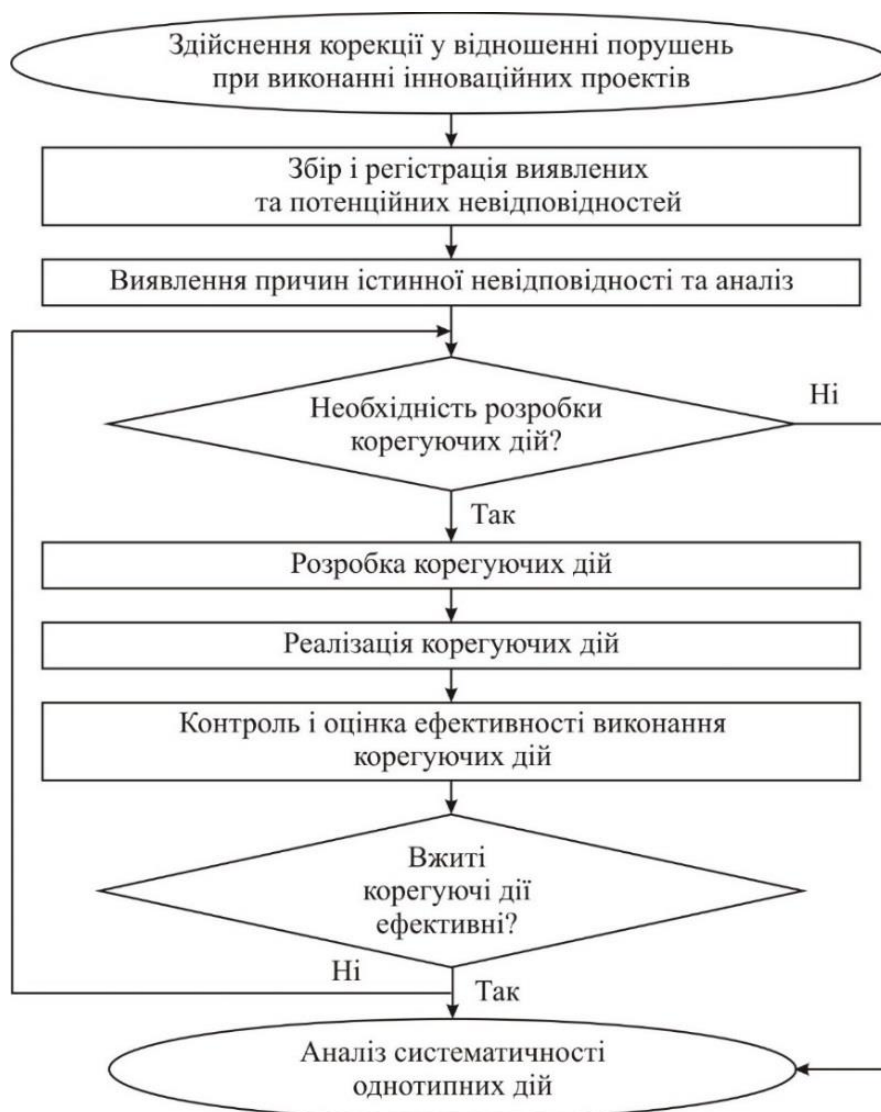 Здійснення корекції у відношенні порушень
при виконанні інноваційних проектів
Збір і регістрація виявлених
та потенційних невідповідностей
Виявлення причин істинної невідповідності та аналіз
Необхідність розробки
корегуючих дій?
Ні
Так
Розробка корегуючих дій
Реалізація корегуючих дій
Контроль і оцінка ефективності виконання
корегуючих дій
Вжиті
корегуючі дії
ефективні?
Ні
Так
Аналіз систематичності
однотипних дій